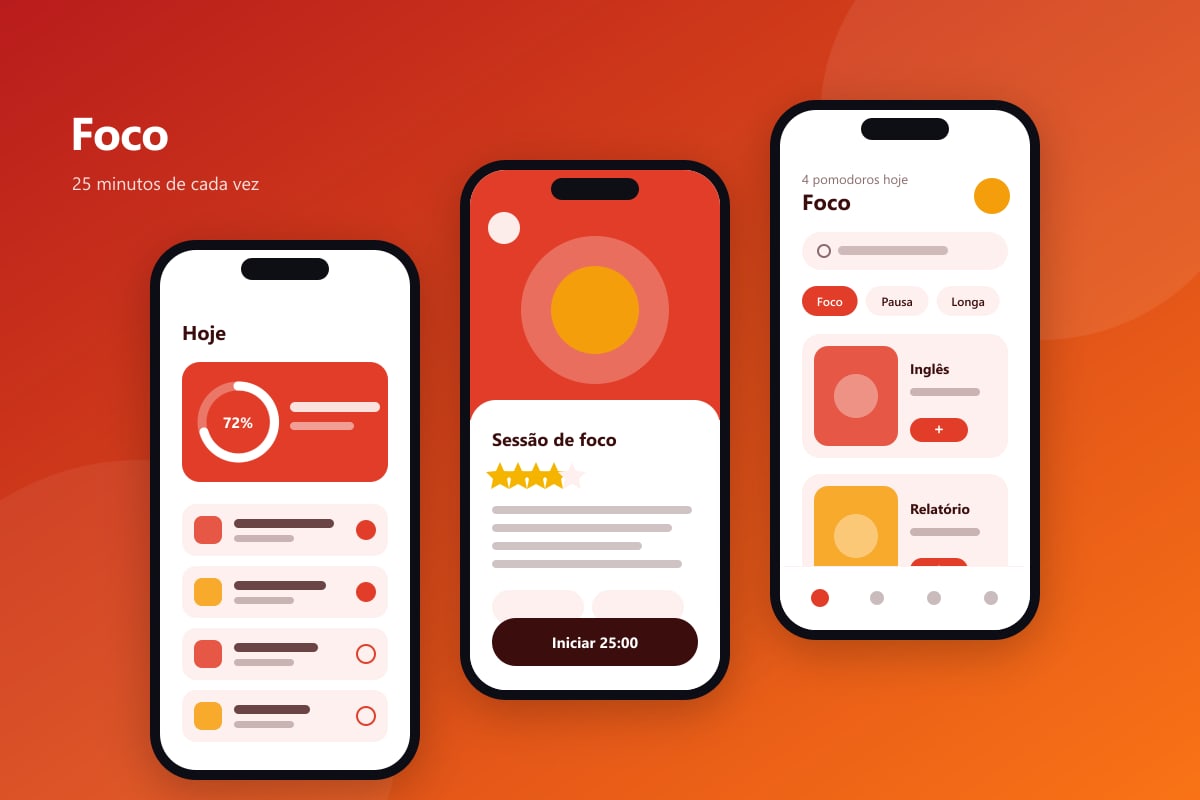 Foco
25 minutos de cada vez
Hoje
72%
Sessão de foco
Iniciar 25:00
4 pomodoros hoje
Foco
Foco
Pausa
Longa
Inglês
+
Relatório